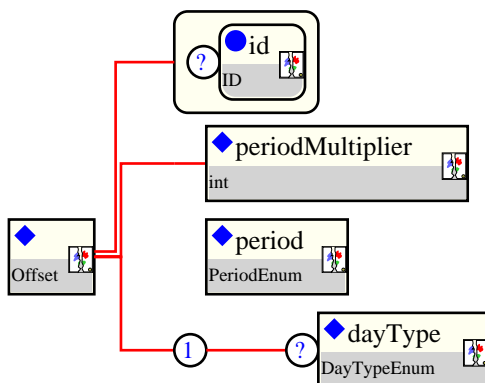 ? id
ID
periodMultiplier
int
Offset
period
PeriodEnum
1 ? dayType
DayTypeEnum